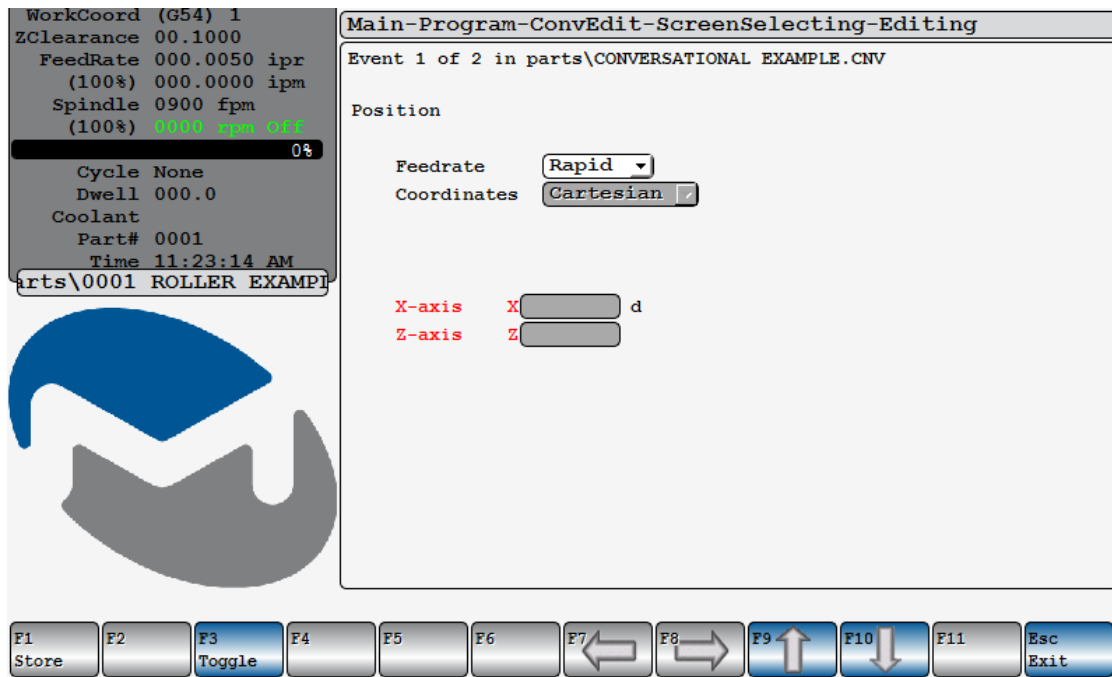 WorkCoord (G54) 1
ZClearance 00.1000
FeedRate 000.0050 ipr
(100%) 000.0000 ipm
Spindle 0900 fpm
(100%) 0000 rpm Off
0%
Cycle None
Dwell 000.0
Coolant
Part# 0001
Time 11:23:14 AM
arts\0001 ROLLER EXAMPI
Main-Program-ConvEdit-ScreenSelecting-Editing
Event 1 of 2 in parts\CONVERSATIONAL EXAMPLE.CNV
Position
Feedrate Rapid
Coordinates Cartesian
X-axis X d
Z-axis Z
F1 Store
F2
F3 Toggle
F4
F5
F6
F7
F8
F9
F10
F11
Esc Exit